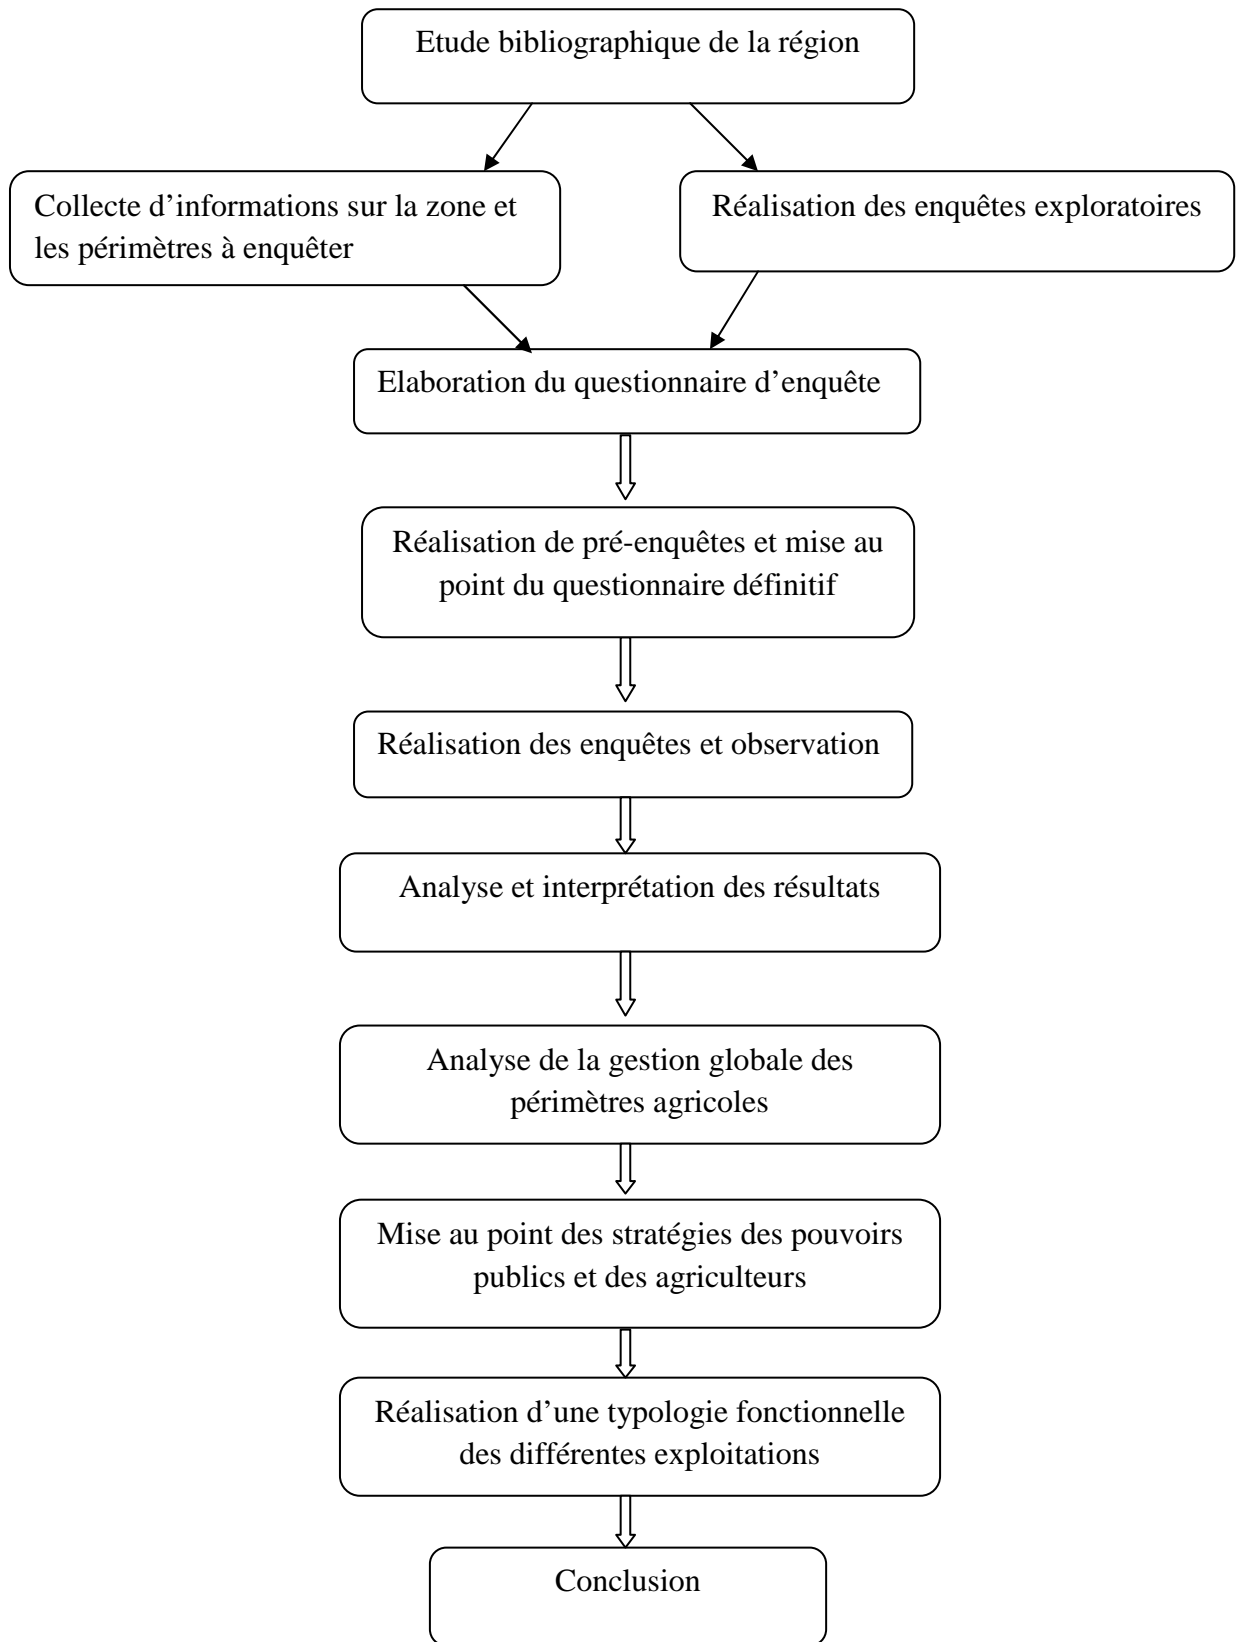 Etude bibliographique de la région
Collecte d’informations sur la zone et
les périmètres à enquêter
Réalisation des enquêtes exploratoires
Elaboration du questionnaire d’enquête
Réalisation de pré-enquêtes et mise au
point du questionnaire définitif
Réalisation des enquêtes et observation
Analyse et interprétation des résultats
Analyse de la gestion globale des
périmètres agricoles
Mise au point des stratégies des pouvoirs
publics et des agriculteurs
Réalisation d’une typologie fonctionnelle
des différentes exploitations
Conclusion